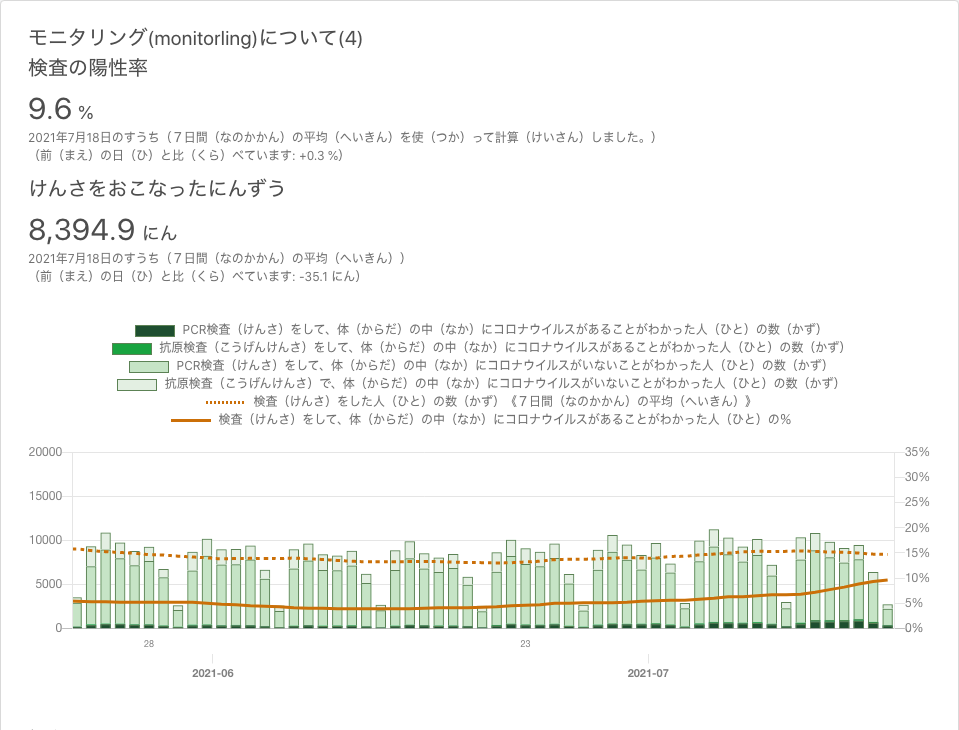 モニタリング(monitorling)について(4)
検査の陽性率
9.6 %
2021年7月18日のすうち（７日間（なのかかん）の平均（へいきん）を使（つか）って計算（けいさん）しました。）
（前（まえ）の日（ひ）と比（くら）べています: +0.3 %）
けんさをおこなったにんずう
8,394.9 にん
2021年7月18日のすうち（７日間（なのかかん）の平均（へいきん））
（前（まえ）の日（ひ）と比（くら）べています: -35.1 にん）
PCR検査（けんさ）をして、体（からだ）の中（なか）にコロナウイルスがあることがわかった人（ひと）の数（かず）
抗原検査（こうげんけんさ）をして、体（からだ）の中（なか）にコロナウイルスがあることがわかった人（ひと）の数（かず）
PCR検査（けんさ）をして、体（からだ）の中（なか）にコロナウイルスがいないことがわかった人（ひと）の数（かず）
抗原検査（こうげんけんさ）で、体（からだ）の中（なか）にコロナウイルスがいないことがわかった人（ひと）の数（かず）
検査（けんさ）をした人（ひと）の数（かず）《７日間（なのかかん）の平均（へいきん）》
検査（けんさ）をして、体（からだ）の中（なか）にコロナウイルスがあることがわかった人（ひと）の%
20000
15000
10000
5000
0
35%
30%
25%
20%
15%
10%
5%
0%
28
23
2021-06
2021-07